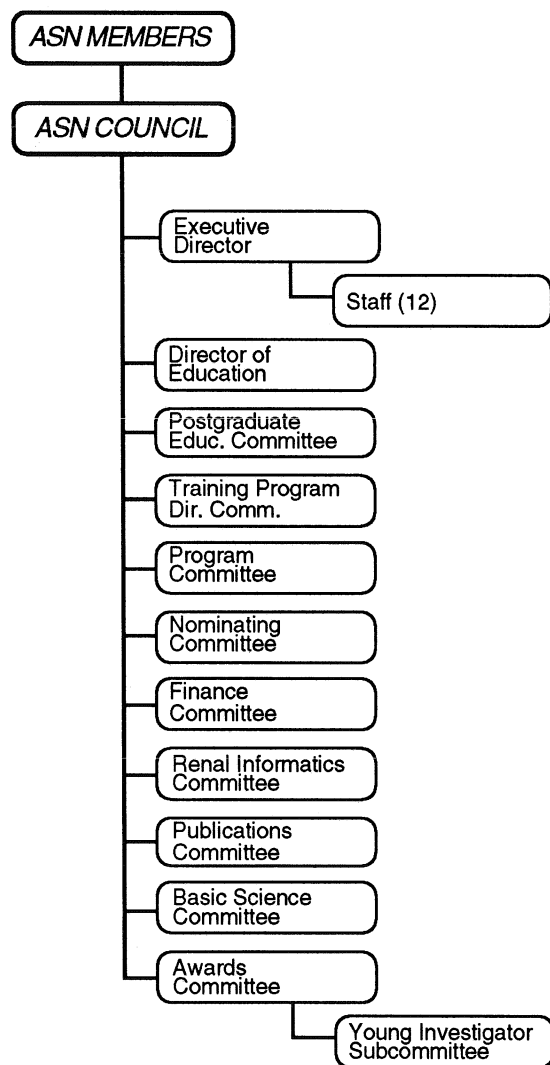 ASN MEMBERS
ASN COUNCIL
Executive
Director
Staff (12)
Director of
Education
Postgraduate
Educ. Committee
Training Program
Dir. Comm.
Program
Committee
Nominating
Committee
Finance
Committee
Renal Informatics
Committee
Publications
Committee
Basic Science
Committee
Awards
Committee
Young Investigator
Subcommittee